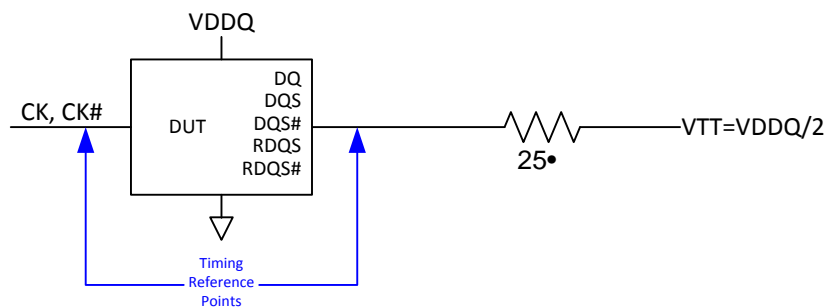 VDDQ
CK, CK#
DUT
DQ
DQS
DQS#
RDQS
RDQS#
25•
VTT=VDDQ/2
Timing
Reference
Points